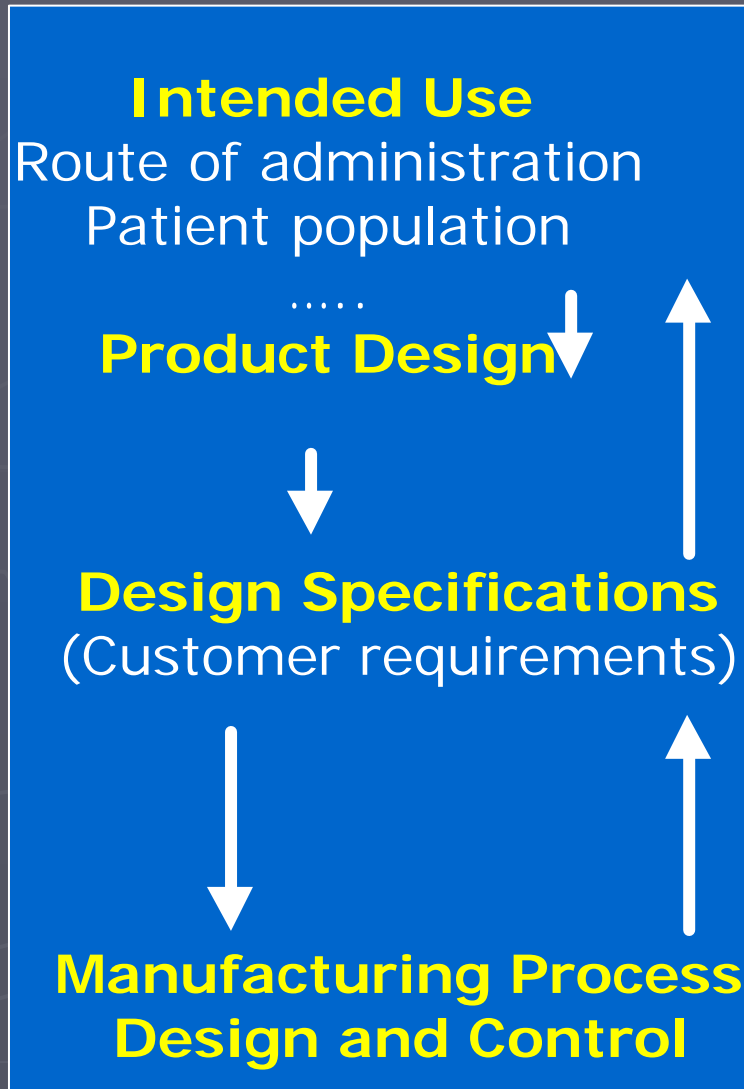 Intended Use
Route of administration
Patient population
.....
Product Design
Design Specifications
(Customer requirements)
Manufacturing Process
Design and Control